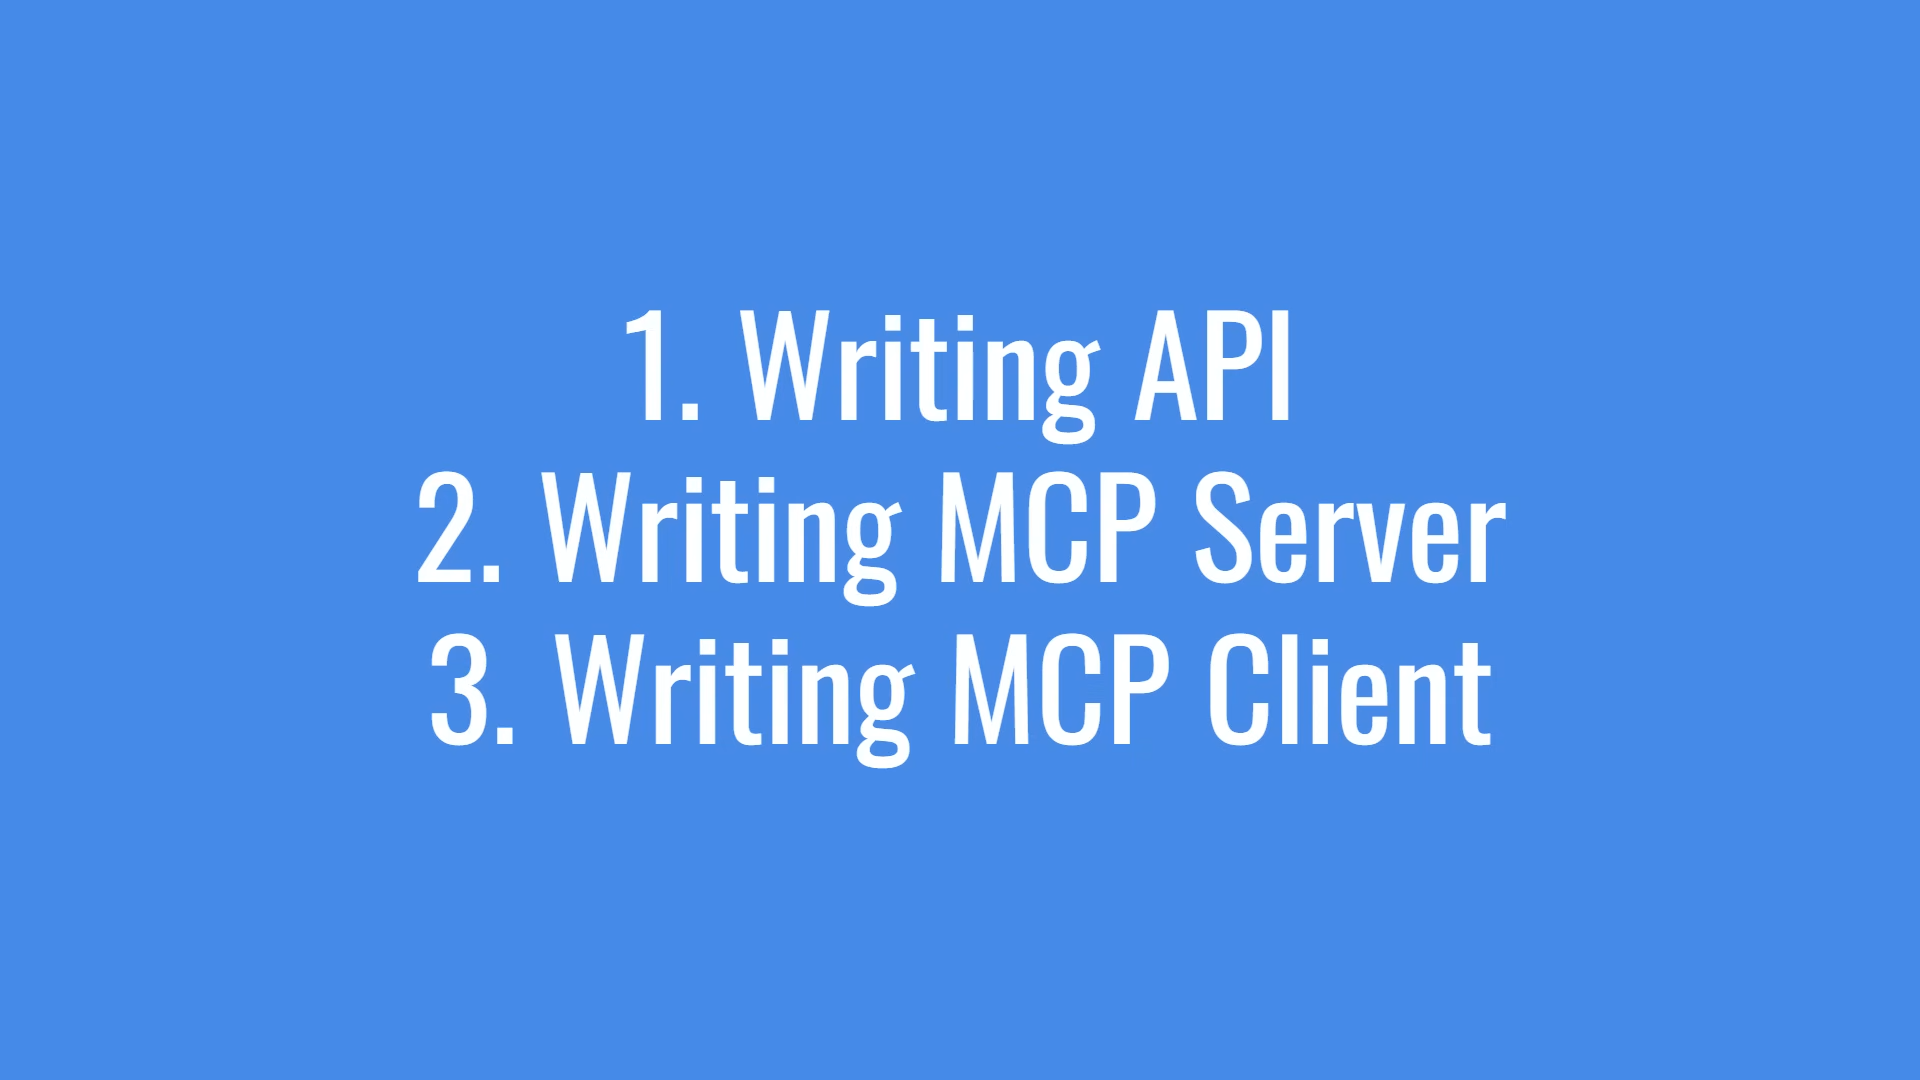 1. Writing API
2. Writing MCP Server
3. Writing MCP Client